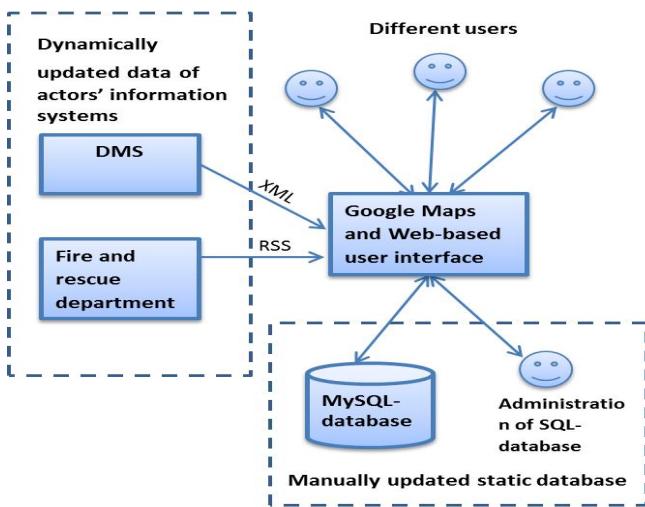 Different users
Dynamically
updated data of
actors' information
systems
DMS
XML
Fire and
rescue
department
RSS
Google Maps
and Web-based
user interface
MySQL-
database
Administratio
n of SQL-
database
Manually updated static database